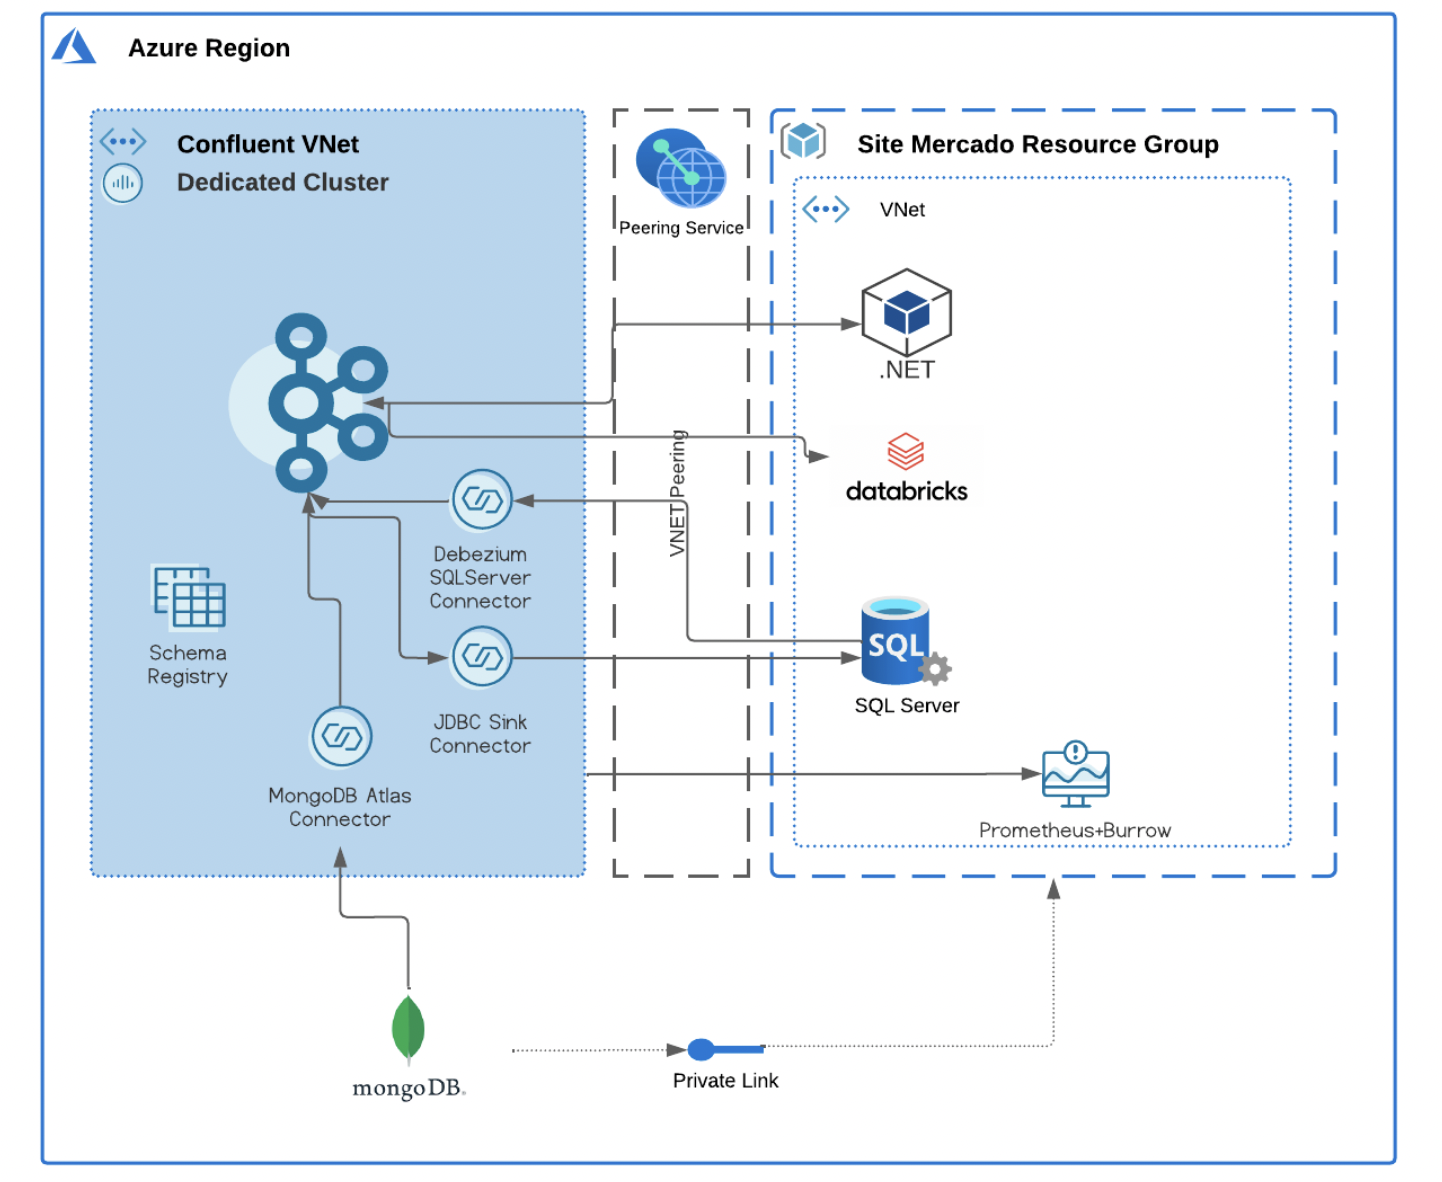 Azure Region
Confluent VNet
Dedicated Cluster
Peering Service
Site Mercado Resource Group
VNet
.NET
databricks
VNET Peering
Debezium
SQLServer
Connector
Schema
Registry
JDBC Sink
Connector
SQL
SQL Server
MongoDB Atlas
Connector
Prometheus+Burrow
mongoDB.
Private Link